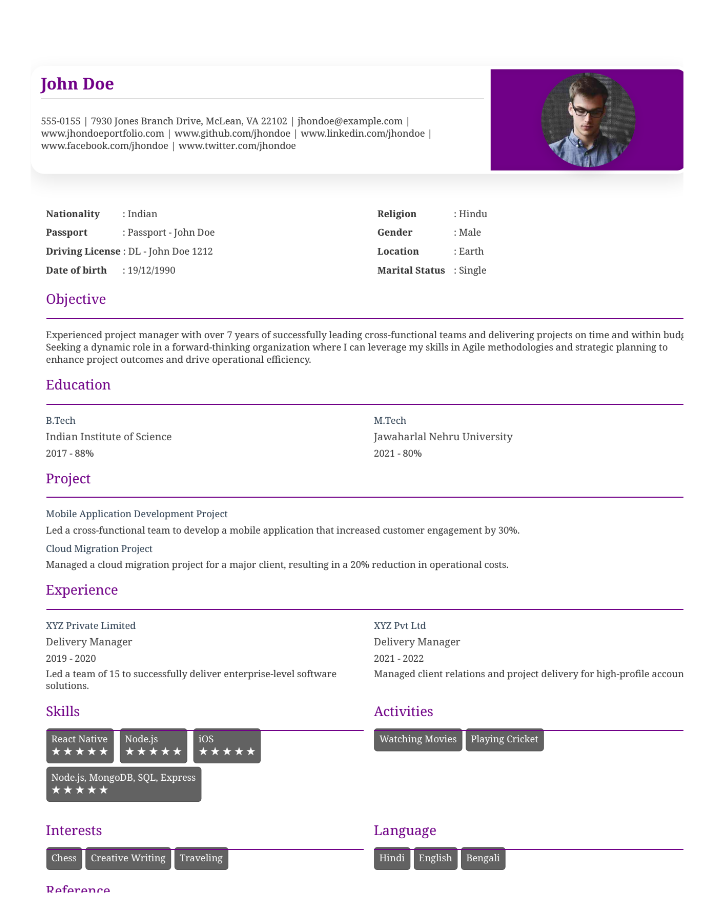 John Doe
555-0155 | 7930 Jones Branch Drive, McLean, VA 22102 | jhondoe@example.com |
www.jhondoeportfolio.com | www.github.com/jhondoe | www.linkedin.com/jhondoe |
www.facebook.com/jhondoe | www.twitter.com/jhondoe
Nationality : Indian
Passport : Passport - John Doe
Driving License : DL - John Doe 1212
Date of birth : 19/12/1990
Religion : Hindu
Gender : Male
Location : Earth
Marital Status : Single
Objective
Experienced project manager with over 7 years of successfully leading cross-functional teams and delivering projects on time and within budg
Seeking a dynamic role in a forward-thinking organization where I can leverage my skills in Agile methodologies and strategic planning to
enhance project outcomes and drive operational efficiency.
Education
B.Tech
Indian Institute of Science
2017 - 88%
M.Tech
Jawaharlal Nehru University
2021 - 80%
Project
Mobile Application Development Project
Led a cross-functional team to develop a mobile application that increased customer engagement by 30%.
Cloud Migration Project
Managed a cloud migration project for a major client, resulting in a 20% reduction in operational costs.
Experience
XYZ Private Limited
Delivery Manager
2019 - 2020
Led a team of 15 to successfully deliver enterprise-level software
solutions.
XYZ Pvt Ltd
Delivery Manager
2021 - 2022
Managed client relations and project delivery for high-profile accoun
Skills
React Native
★★★★★
Node.js
★★★★★
iOS
★★★★★
Node.js, MongoDB, SQL, Express
★★★★★
Activities
Watching Movies
Playing Cricket
Interests
Chess
Creative Writing
Traveling
Language
Hindi
English
Bengali
Reference